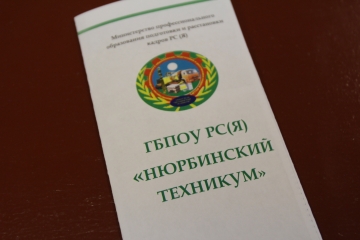 Министерство профессионального
образования подготовки и расстановки
кадров РС (Я)
ГБПОУ РС(Я)
«НЮРБИНСКИЙ
ТЕХНИКУМ»